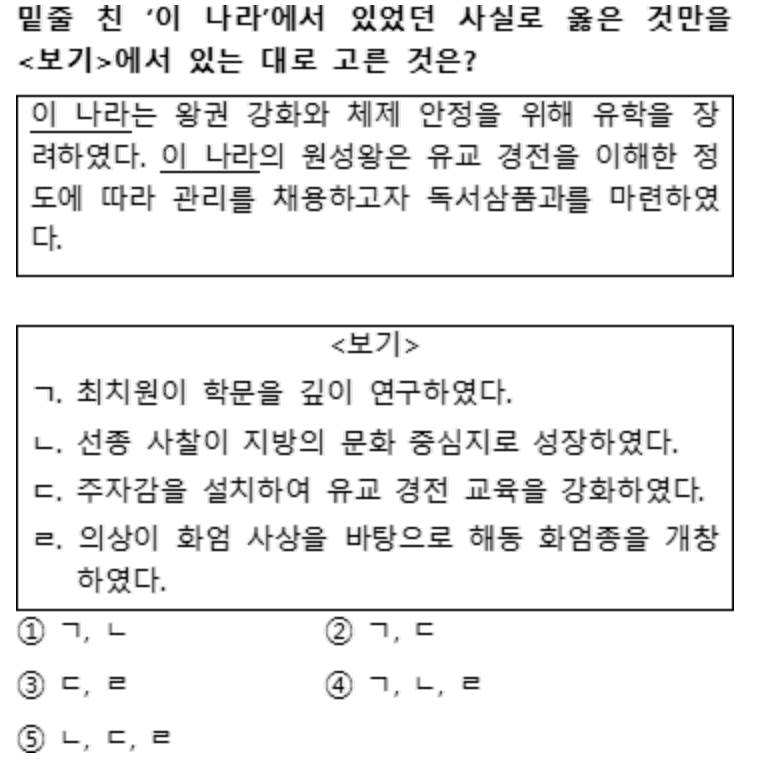 밑줄 친 ‘이 나라’에서 있었던 사실로 옳은 것만을
<보기>에서 있는 대로 고른 것은?
이 나라는 왕권 강화와 체제 안정을 위해 유학을 장
려하였다. 이 나라의 원성왕은 유교 경전을 이해한 정
도에 따라 관리를 채용하고자 독서삼품과를 마련하였
다.
<보기>
ㄱ. 최치원이 학문을 깊이 연구하였다.
ㄴ. 선종 사찰이 지방의 문화 중심지로 성장하였다.
ㄷ. 주자감을 설치하여 유교 경전 교육을 강화하였다.
ㄹ. 의상이 화엄 사상을 바탕으로 해동 화엄종을 개창
하였다.
① ㄱ, ㄴ ② ㄱ, ㄷ
③ ㄷ, ㄹ ④ ㄱ, ㄴ, ㄹ
⑤ ㄴ, ㄷ, ㄹ